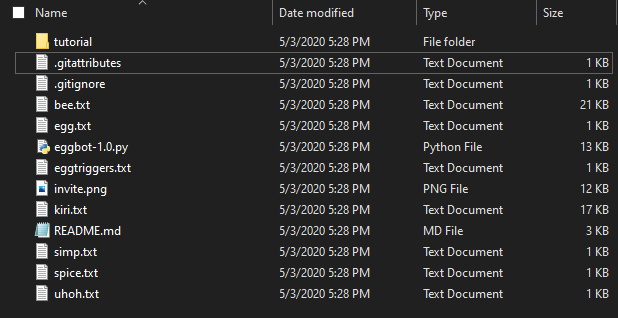 Name Date modified Type Size
tutorial 5/3/2020 5:28 PM File folder
.gitattributes 5/3/2020 5:28 PM Text Document 1 KB
.gitignore 5/3/2020 5:28 PM Text Document 1 KB
bee.txt 5/3/2020 5:28 PM Text Document 21 KB
egg.txt 5/3/2020 5:28 PM Text Document 1 KB
eggbot-1.0.py 5/3/2020 5:28 PM Python File 13 KB
eggtriggers.txt 5/3/2020 5:28 PM Text Document 1 KB
invite.png 5/3/2020 5:28 PM PNG File 12 KB
kiri.txt 5/3/2020 5:28 PM Text Document 17 KB
README.md 5/3/2020 5:28 PM MD File 3 KB
simp.txt 5/3/2020 5:28 PM Text Document 1 KB
spice.txt 5/3/2020 5:28 PM Text Document 1 KB
uhoh.txt 5/3/2020 5:28 PM Text Document 1 KB